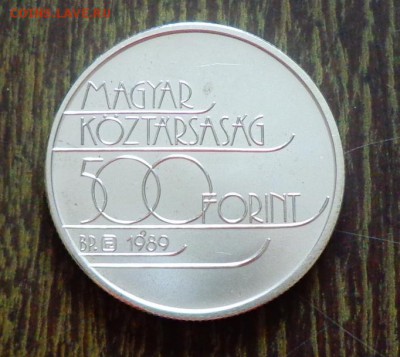 MAGYAR
KÖZTÁRSASÁG
500 FORINT
BP. 1989